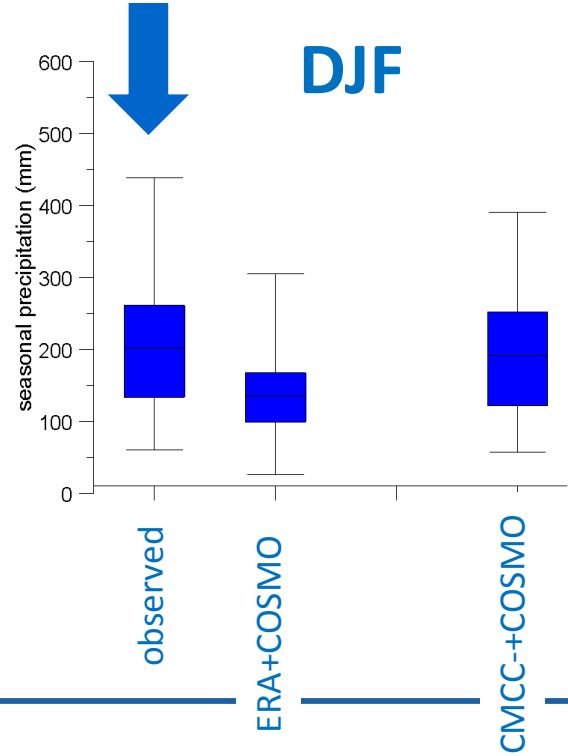 DJF
600
500
400
300
200
100
0
seasonal precipitation (mm)
observed
ERA+COSMO
CMCC-+COSMO